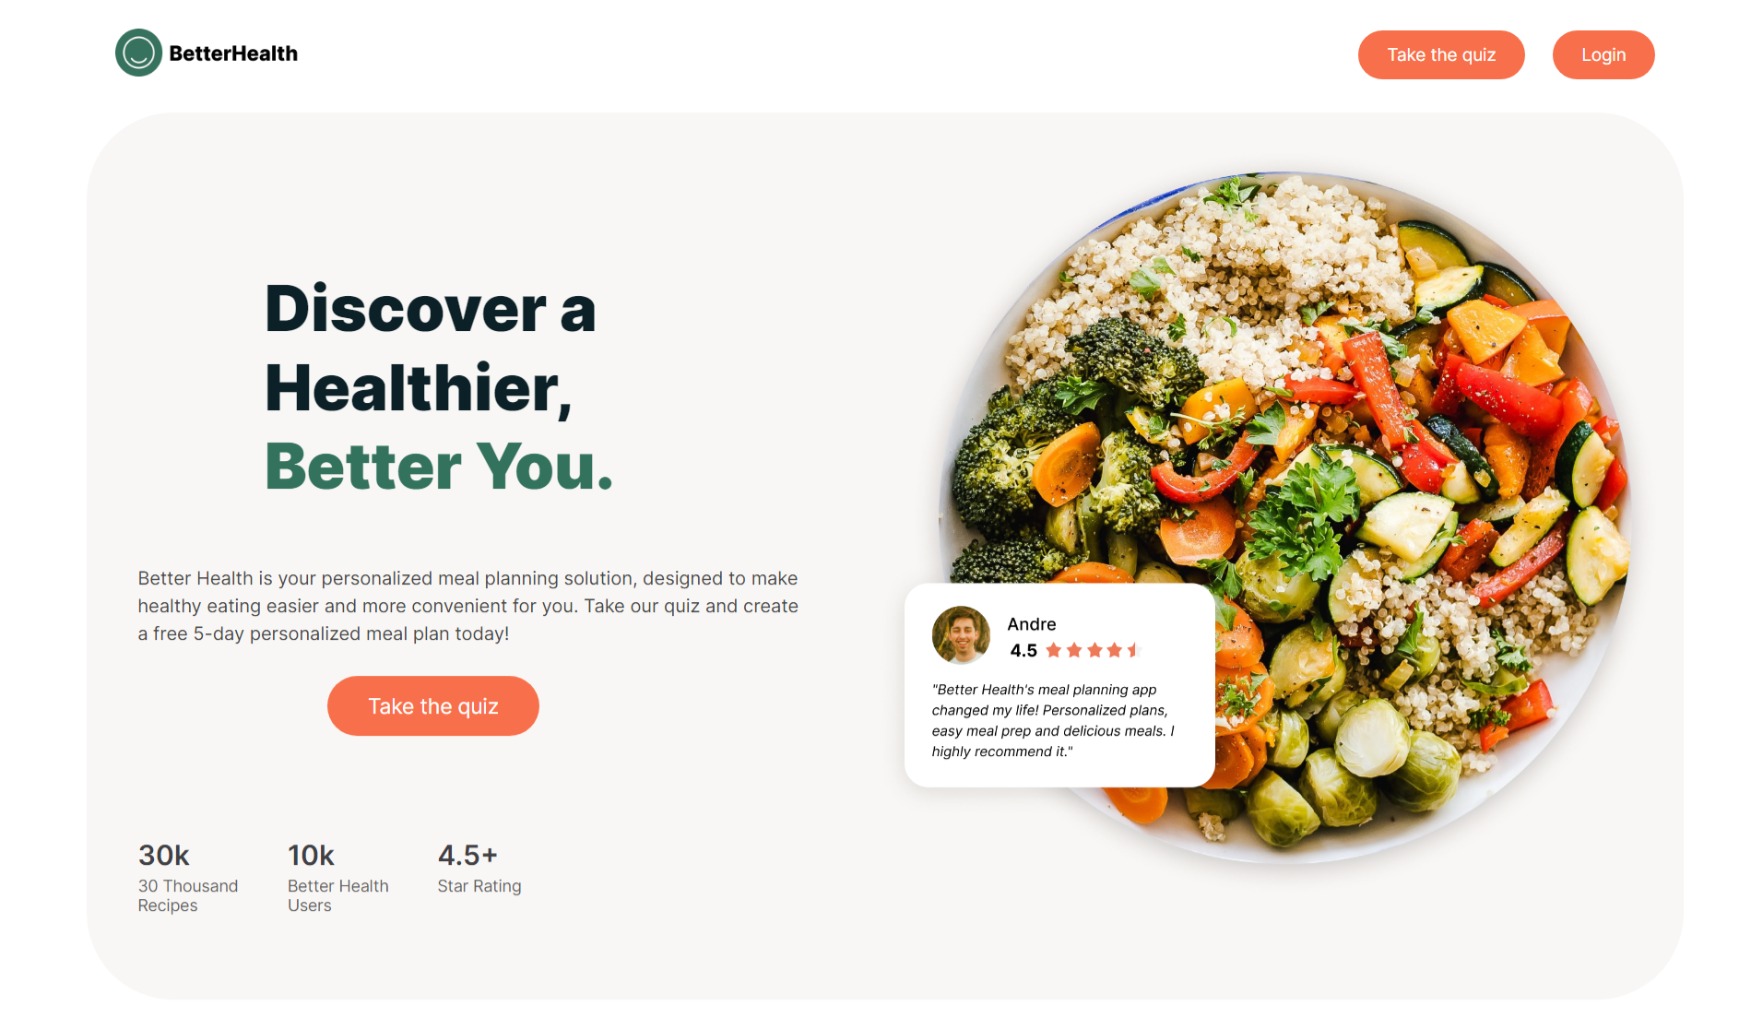 BetterHealth
Take the quiz
Login
Discover a
Healthier,
Better You.
Better Health is your personalized meal planning solution, designed to make
healthy eating easier and more convenient for you. Take our quiz and create
a free 5-day personalized meal plan today!
Take the quiz
30k
30 Thousand
Recipes
10k
Better Health
Users
4.5+
Star Rating
Andre
4.5
"Better Health's meal planning app
changed my life! Personalized plans,
easy meal prep and delicious meals. I
highly recommend it."